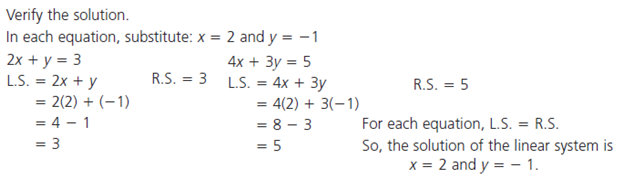 Verify the solution.
In each equation, substitute: x = 2 and y = −1
2x + y = 3 4x + 3y = 5
L.S. = 2x + y R.S. = 3 L.S. = 4x + 3y R.S. = 5
= 2(2) + (−1) = 4(2) + 3(−1)
= 4 − 1 = 8 − 3 For each equation, L.S. = R.S.
= 3 = 5 So, the solution of the linear system is
x = 2 and y = − 1.